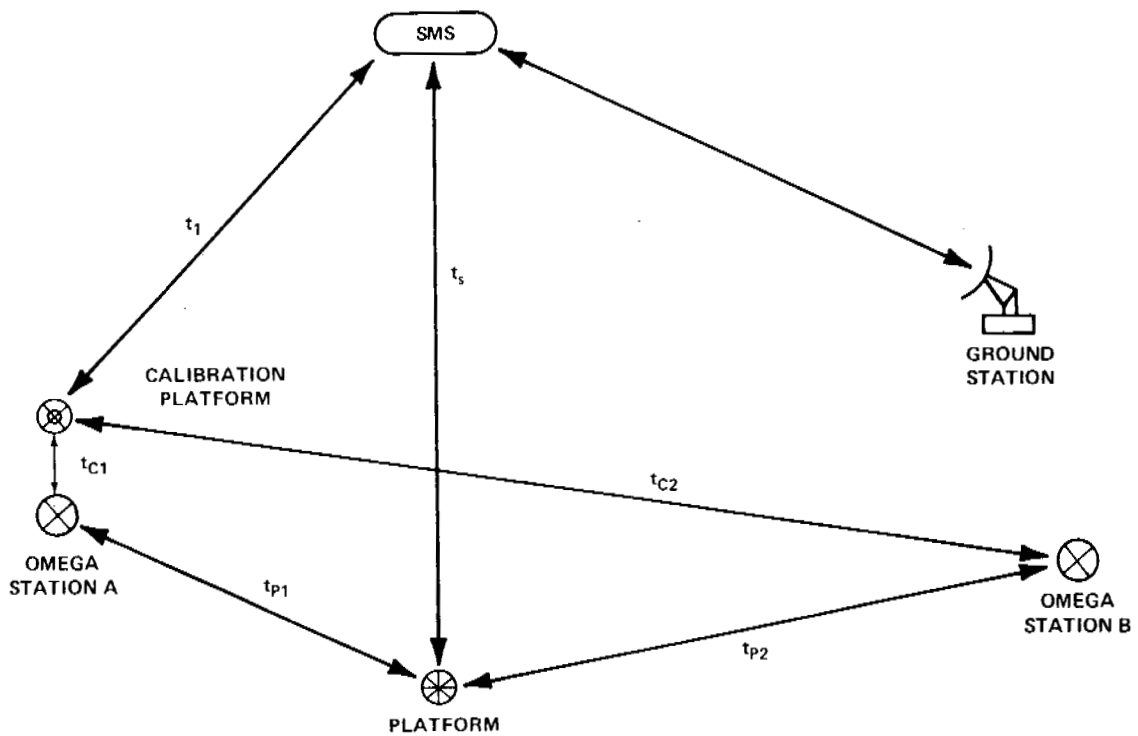 SMS
t1
ts
GROUND
STATION
CALIBRATION
PLATFORM
tC1
tC2
OMEGA
STATION A
tP1
OMEGA
STATION B
tP2
PLATFORM